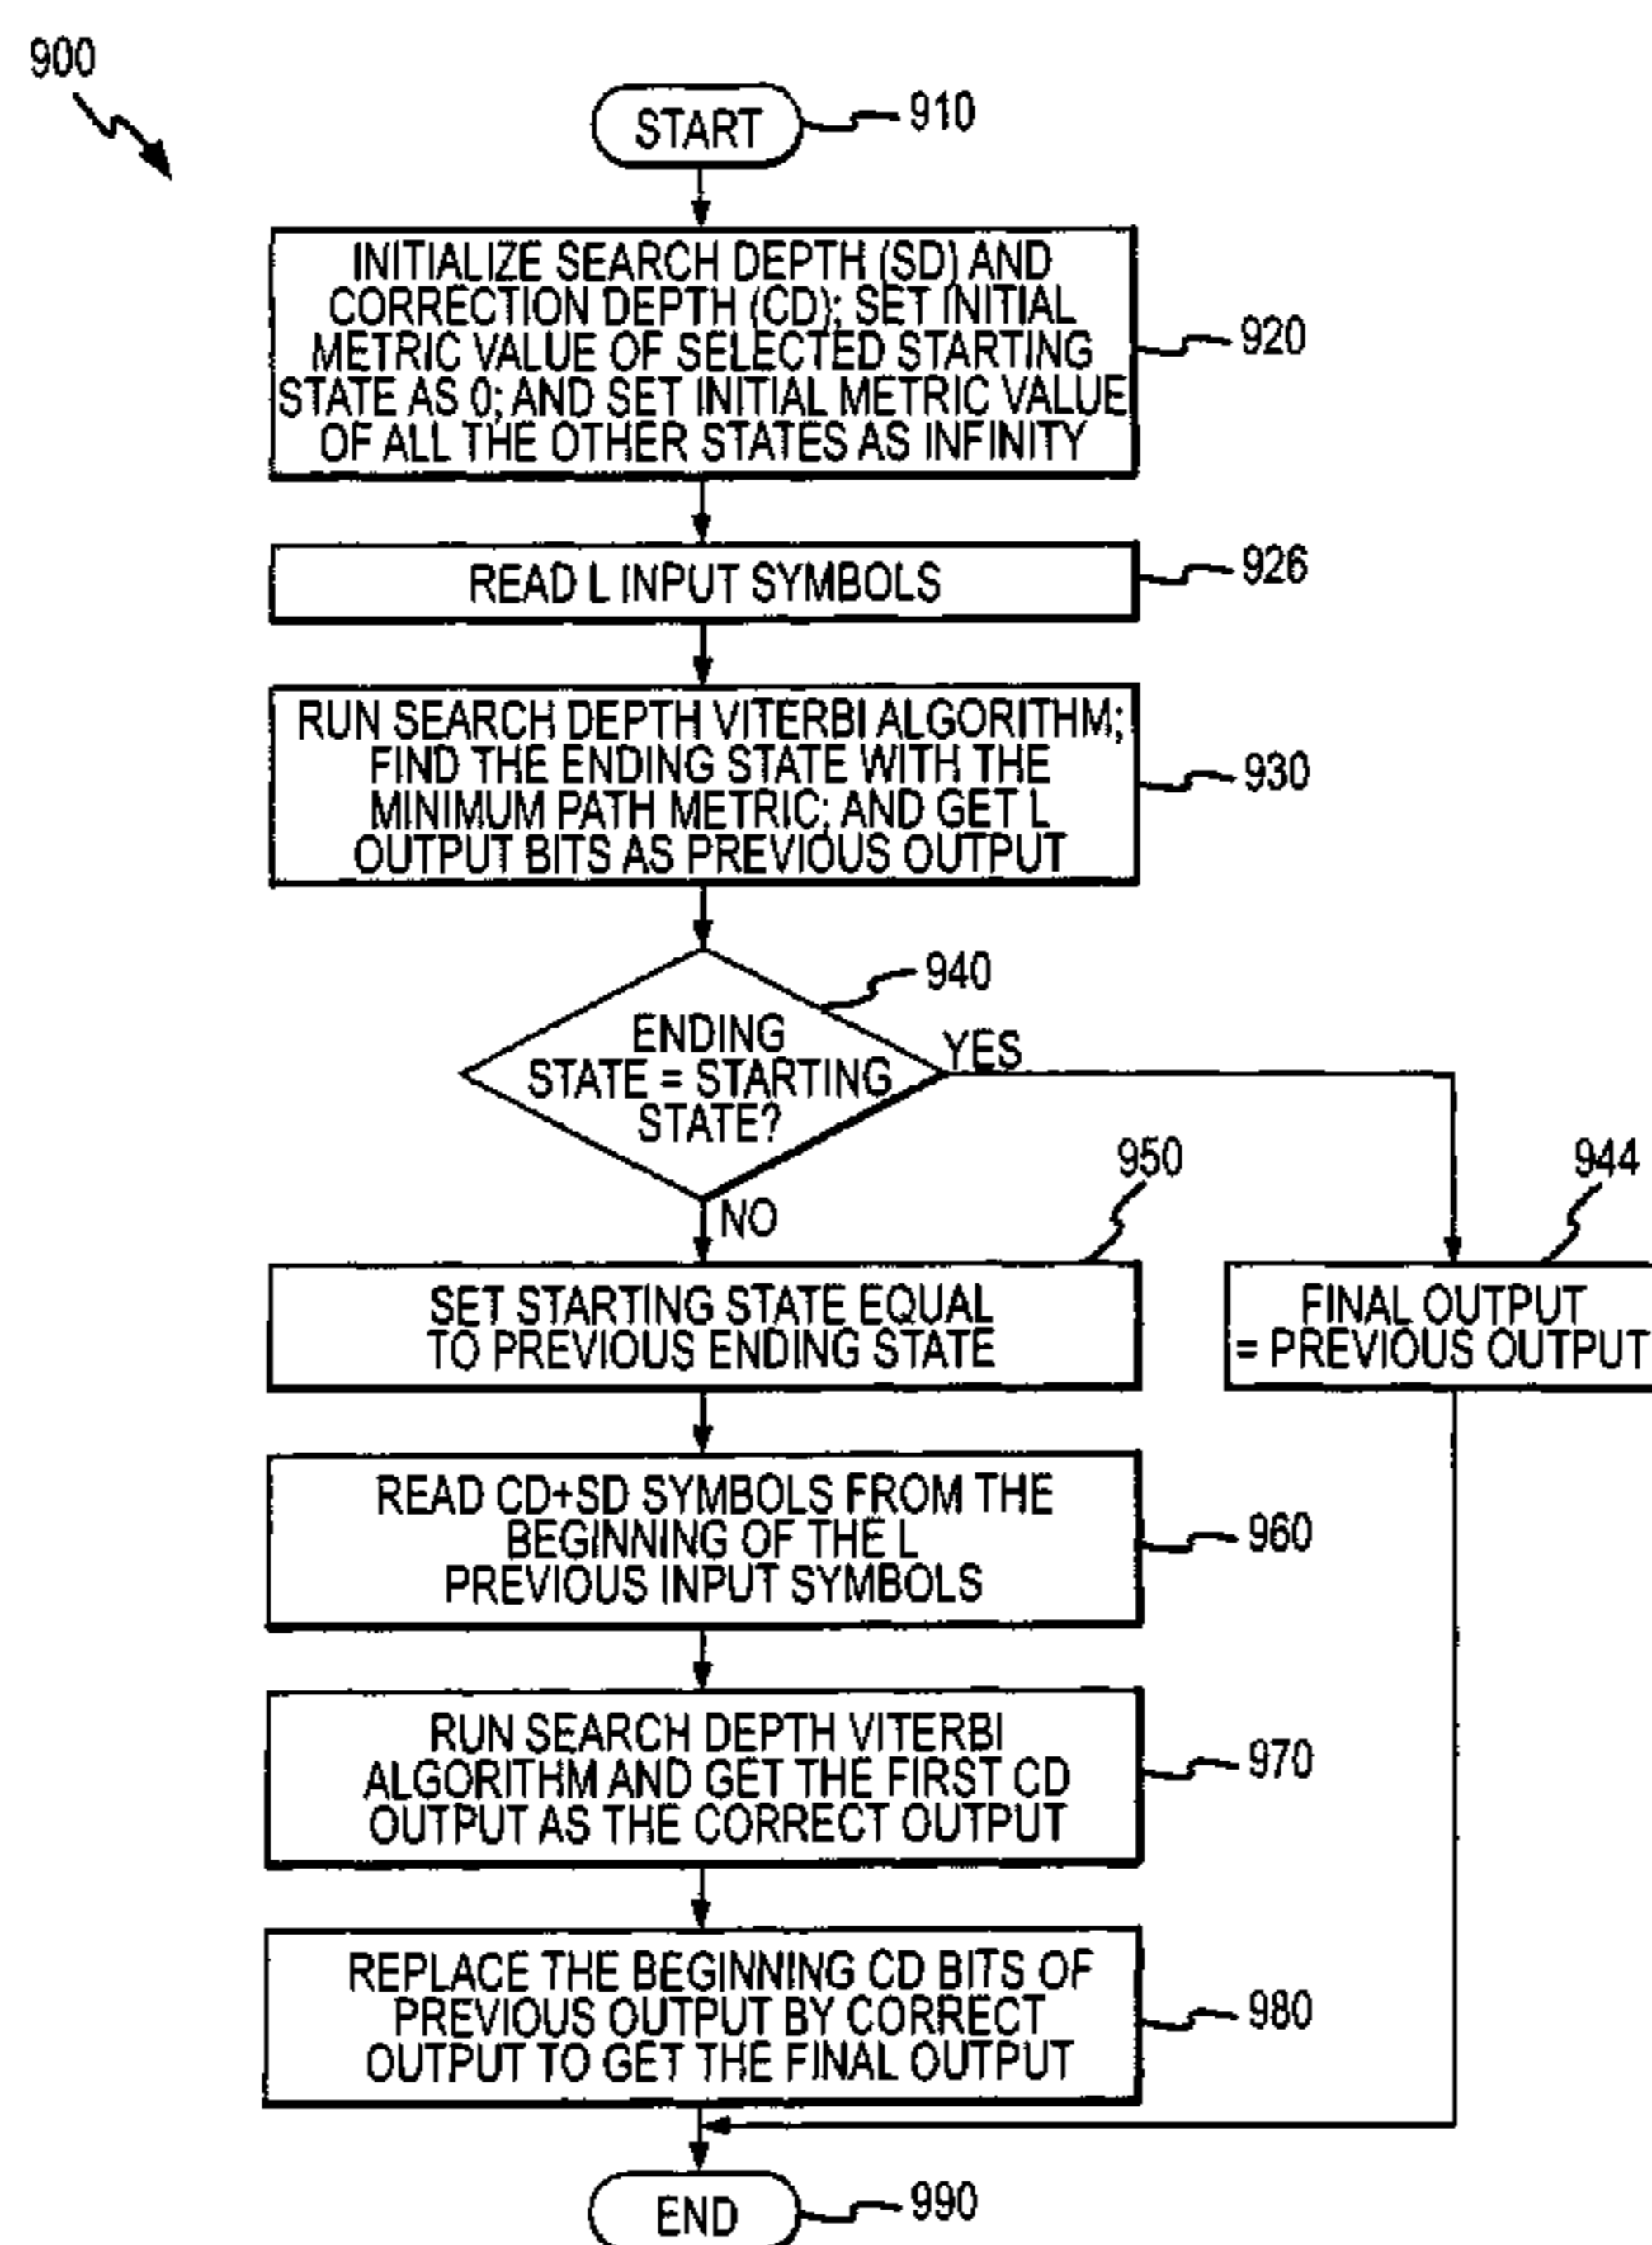 900
START
910
INITIALIZE SEARCH DEPTH (SD) AND
CORRECTION DEPTH (CD); SET INITIAL
METRIC VALUE OF SELECTED STARTING
STATE AS 0; AND SET INITIAL METRIC VALUE
OF ALL THE OTHER STATES AS INFINITY
920
READ L INPUT SYMBOLS
926
RUN SEARCH DEPTH VITERBI ALGORITHM;
FIND THE ENDING STATE WITH THE
MINIMUM PATH METRIC; AND GET L
OUTPUT BITS AS PREVIOUS OUTPUT
930
940
ENDING
STATE = STARTING
STATE?
YES
NO
950
SET STARTING STATE EQUAL
TO PREVIOUS ENDING STATE
944
FINAL OUTPUT
= PREVIOUS OUTPUT
READ CD+SD SYMBOLS FROM THE
BEGINNING OF THE L
PREVIOUS INPUT SYMBOLS
960
RUN SEARCH DEPTH VITERBI
ALGORITHM AND GET THE FIRST CD
OUTPUT AS THE CORRECT OUTPUT
970
REPLACE THE BEGINNING CD BITS OF
PREVIOUS OUTPUT BY CORRECT
OUTPUT TO GET THE FINAL OUTPUT
980
END
990